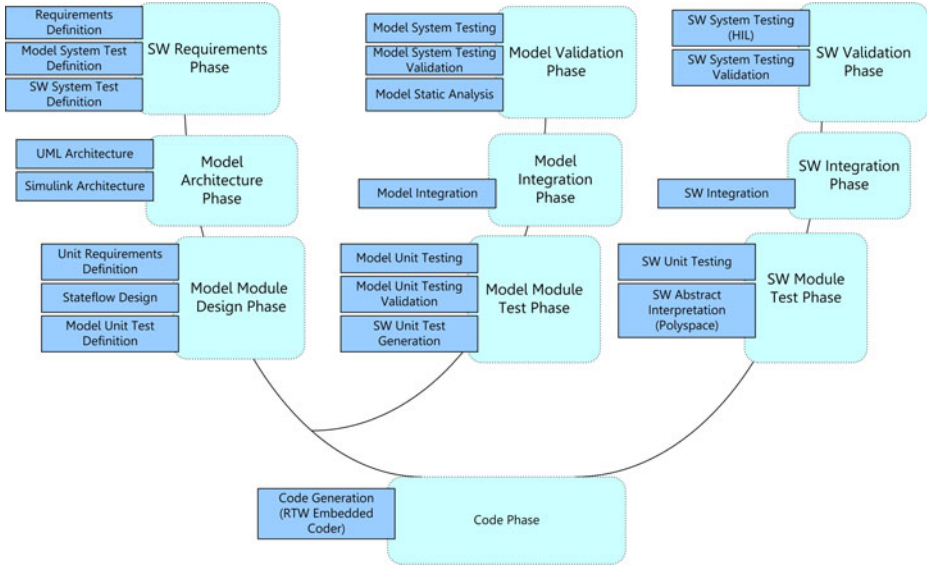 Requirements
Definition
Model System Test
Definition
SW System Test
Definition
SW Requirements
Phase
Model System Testing
Model System Testing
Validation
Model Static Analysis
Model Validation
Phase
SW System Testing
(HIL)
SW System Testing
Validation
SW Validation
Phase
UML Architecture
Simulink Architecture
Model
Architecture
Phase
Model Integration
Model
Integration
Phase
SW Integration
SW Integration
Phase
Unit Requirements
Definition
Stateflow Design
Model Unit Test
Definition
Model Module
Design Phase
Model Unit Testing
Model Unit Testing
Validation
SW Unit Test
Generation
Model Module
Test Phase
SW Unit Testing
SW Abstract
Interpretation
(Polyspace)
SW Module
Test Phase
Code Generation
(RTW Embedded
Coder)
Code Phase